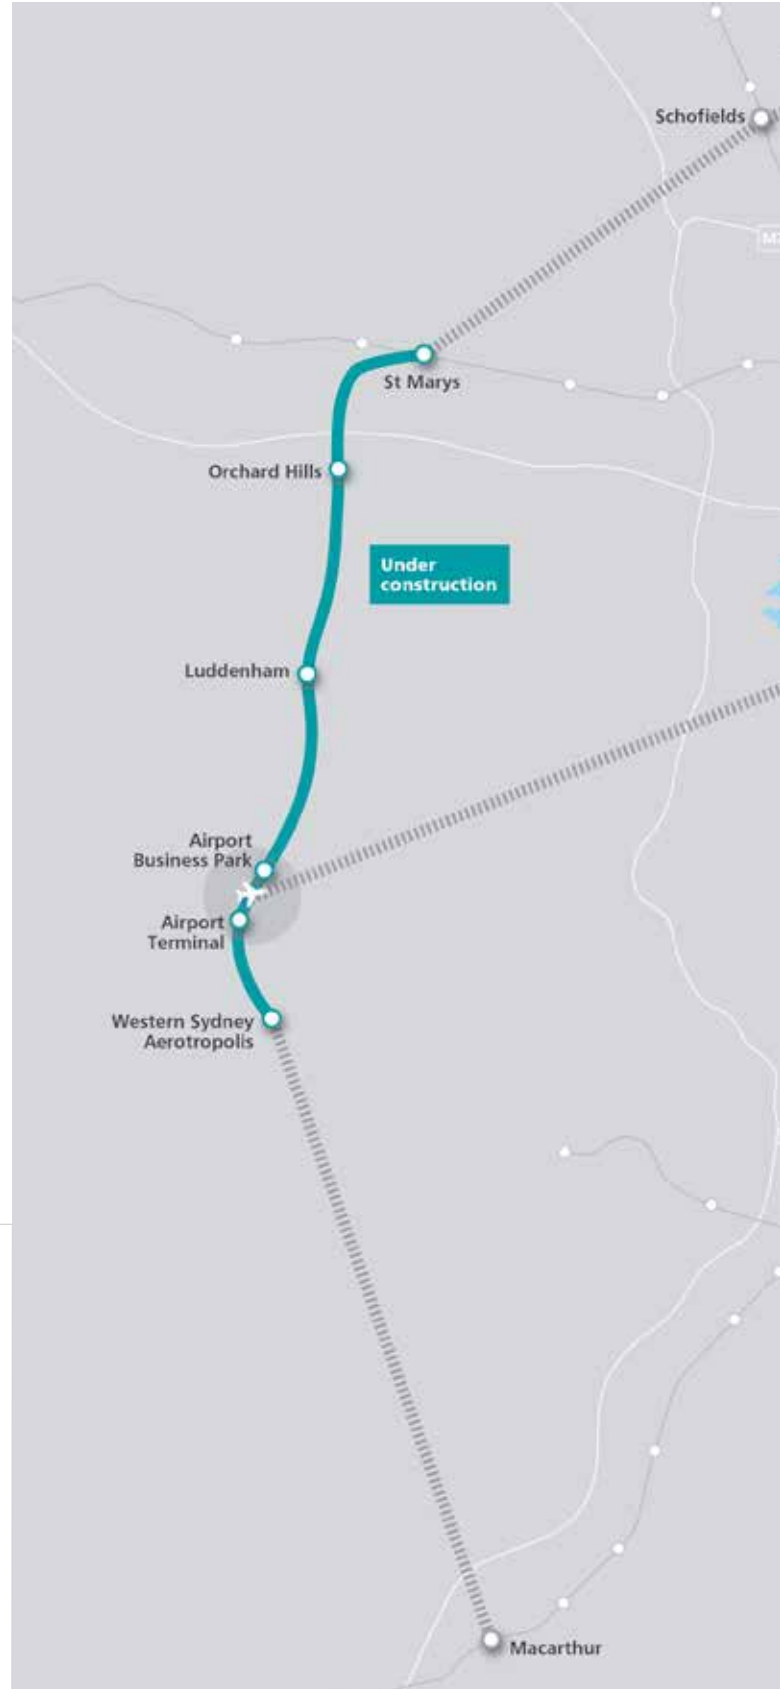 Schofields
St Marys
Orchard Hills
Under
construction
Luddenham
Airport
Business Park
Airport
Terminal
Western Sydney
Aerotropolis
Macarthur